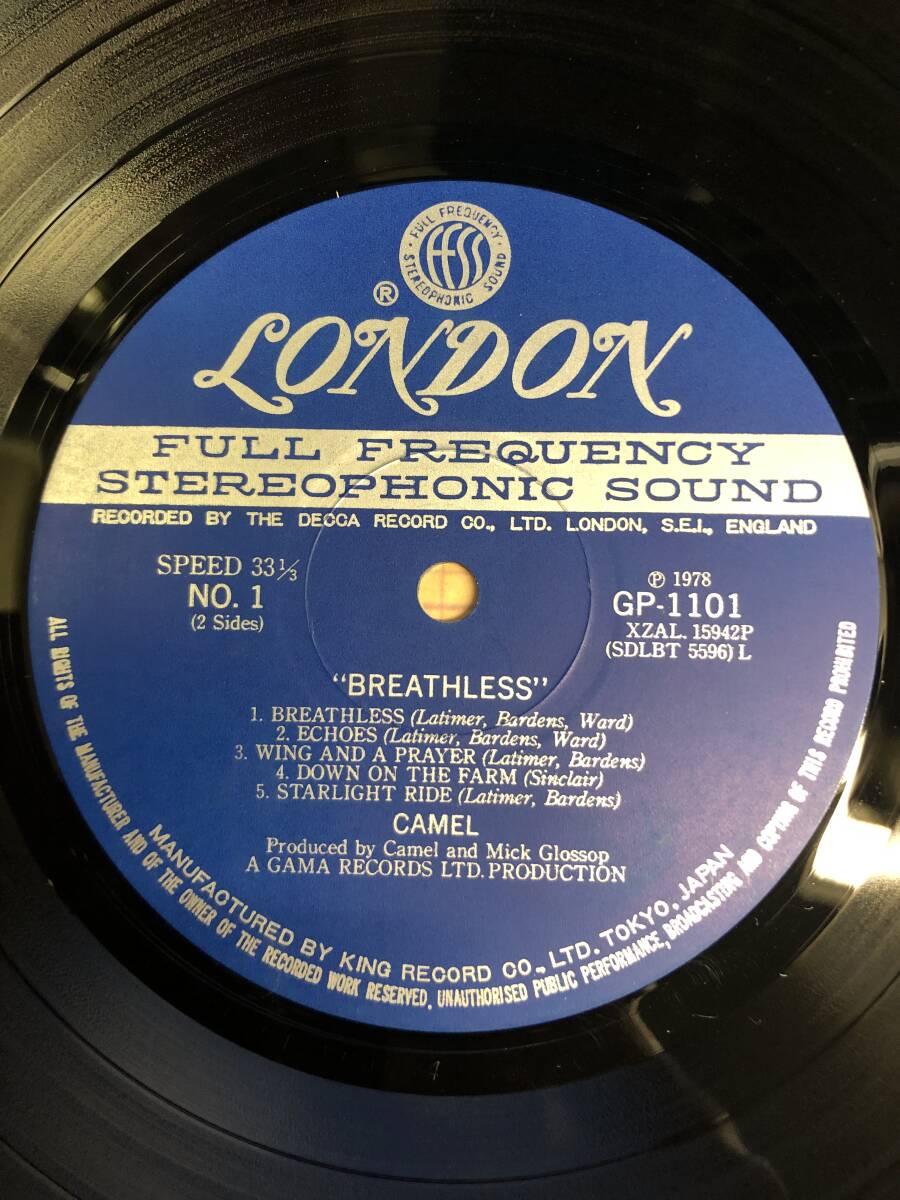 FULL FREQUENCY
FFSS
STEREOPHONIC SOUND
®
LONDON
FULL FREQUENCY
STEREOPHONIC SOUND
RECORDED BY THE DECCA RECORD CO., LTD. LONDON, S.E.I., ENGLAND
SPEED 33⅓
NO. 1
(2 Sides)
℗ 1978
GP-1101
XZAL. 15942P
(SDLBT 5596) L
"BREATHLESS"
1. BREATHLESS (Latimer, Bardens, Ward)
2. ECHOES (Latimer, Bardens, Ward)
3. WING AND A PRAYER (Latimer, Bardens)
4. DOWN ON THE FARM (Sinclair)
5. STARLIGHT RIDE (Latimer, Bardens)
CAMEL
Produced by Camel and Mick Glossop
A GAMA RECORDS LTD. PRODUCTION
MANUFACTURED BY KING RECORD CO., LTD. TOKYO, JAPAN
ALL RIGHTS OF THE MANUFACTURER AND OF THE OWNER OF THE RECORDED WORK RESERVED, UNAUTHORISED PUBLIC PERFORMANCE, BROADCASTING AND COPYING OF THIS RECORD PROHIBITED